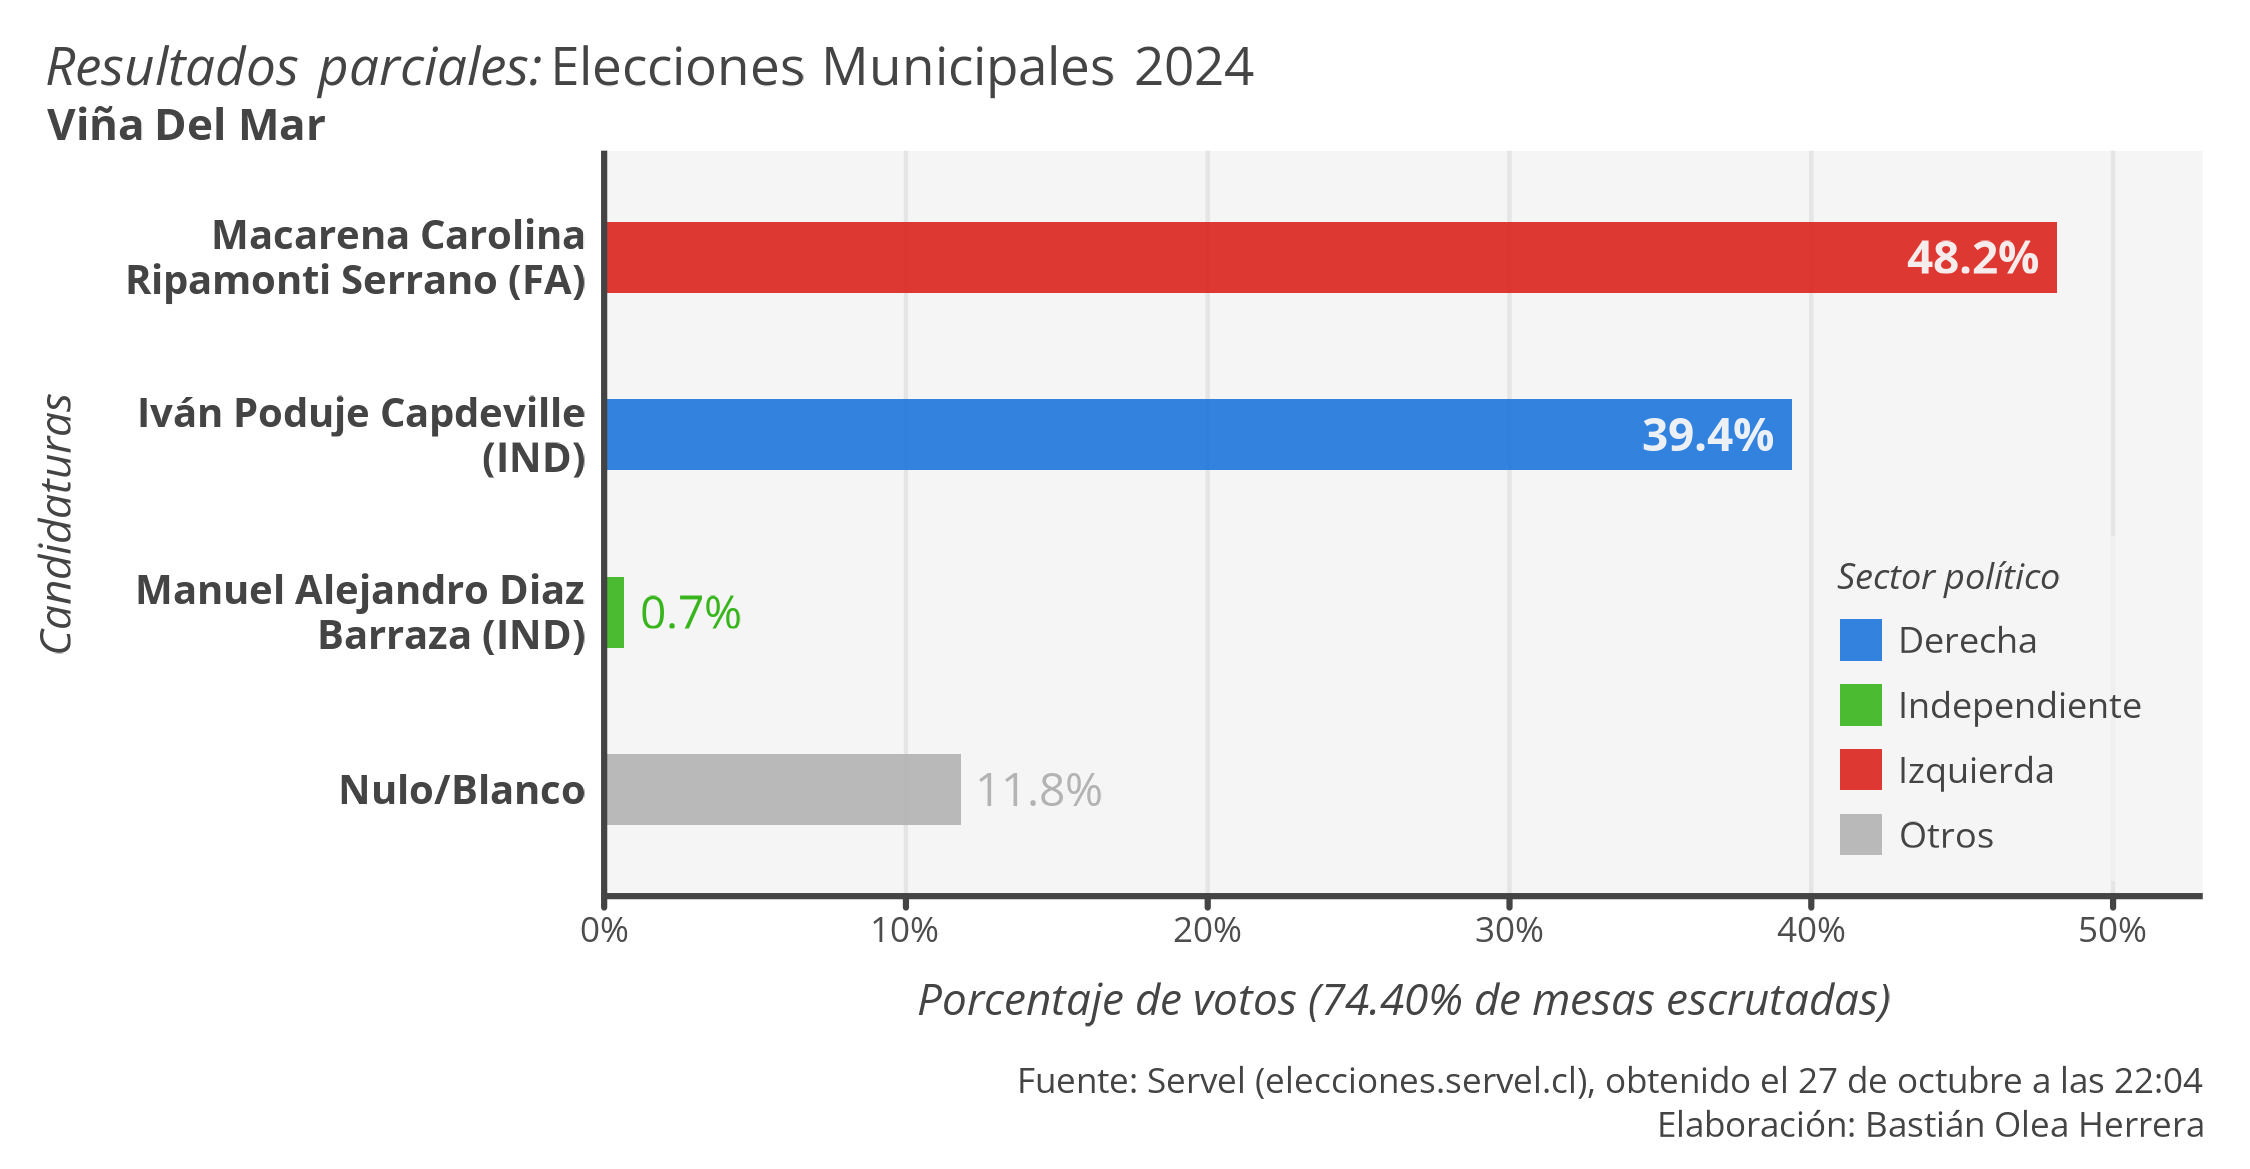 Resultados parciales: Elecciones Municipales 2024
Viña Del Mar
Candidaturas
Macarena Carolina
Ripamonti Serrano (FA)
48.2%
Iván Poduje Capdeville
(IND)
39.4%
Manuel Alejandro Diaz
Barraza (IND)
0.7%
Nulo/Blanco
11.8%
Sector político
Derecha
Independiente
Izquierda
Otros
0%
10%
20%
30%
40%
50%
Porcentaje de votos (74.40% de mesas escrutadas)
Fuente: Servel (elecciones.servel.cl), obtenido el 27 de octubre a las 22:04
Elaboración: Bastián Olea Herrera